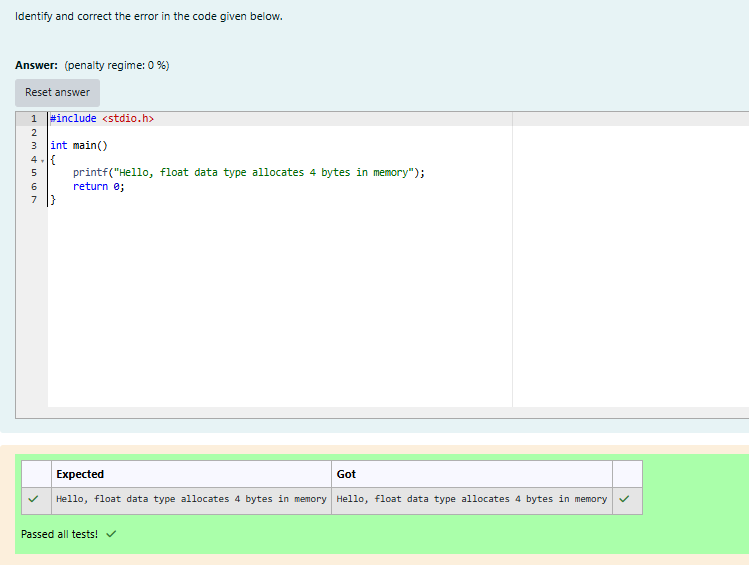 Identify and correct the error in the code given below.
Answer: (penalty regime: 0 %)
Reset answer
1 #include <stdio.h>
2
3 int main()
4 {
5     printf("Hello, float data type allocates 4 bytes in memory");
6     return 0;
7 }
Expected Got
Hello, float data type allocates 4 bytes in memory Hello, float data type allocates 4 bytes in memory
Passed all tests!